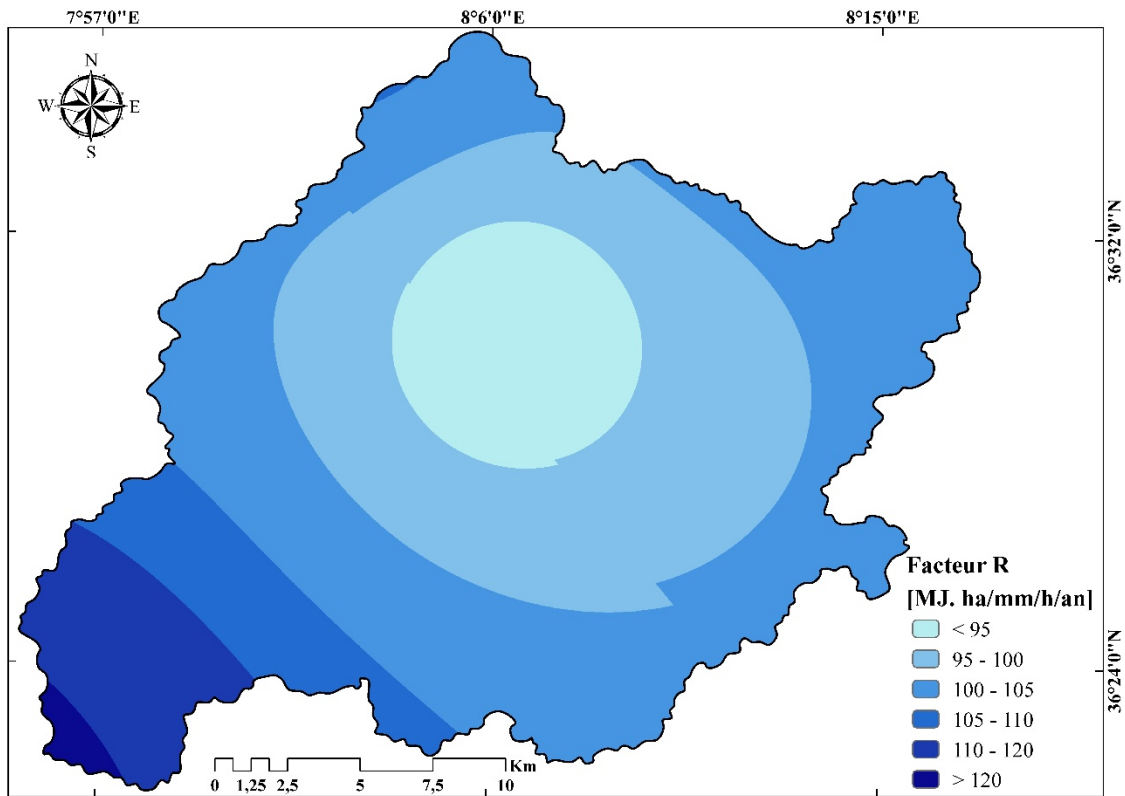 7°57'0"E 8°6'0"E 8°15'0"E
N
W E
S
36°32'0"N
36°24'0"N
Facteur R
[MJ. ha/mm/h/an]
< 95
95 - 100
100 - 105
105 - 110
110 - 120
> 120
Km
0 1,25 2,5 5 7,5 10